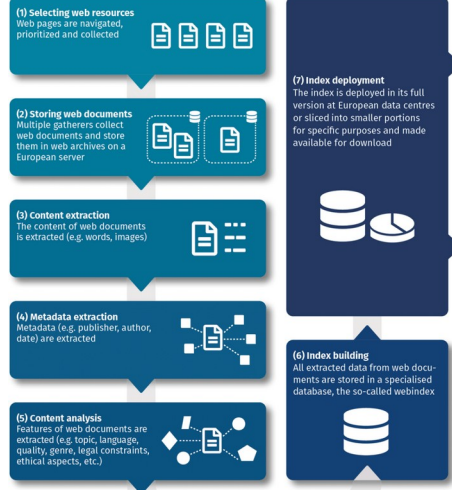 (1) Selecting web resources
Web pages are navigated,
prioritized and collected
(2) Storing web documents
Multiple gatherers collect
web documents and store
them in web archives on a
European server
(3) Content extraction
The content of web documents
is extracted (e.g. words, images)
(4) Metadata extraction
Metadata (e.g. publisher, author,
date) are extracted
(5) Content analysis
Features of web documents are
extracted (e.g. topic, language,
quality, genre, legal constraints,
ethical aspects, etc.)
(7) Index deployment
The index is deployed in its full
version at European data centres
or sliced into smaller portions
for specific purposes and made
available for download
(6) Index building
All extracted data from web docu-
ments are stored in a specialised
database, the so-called webindex